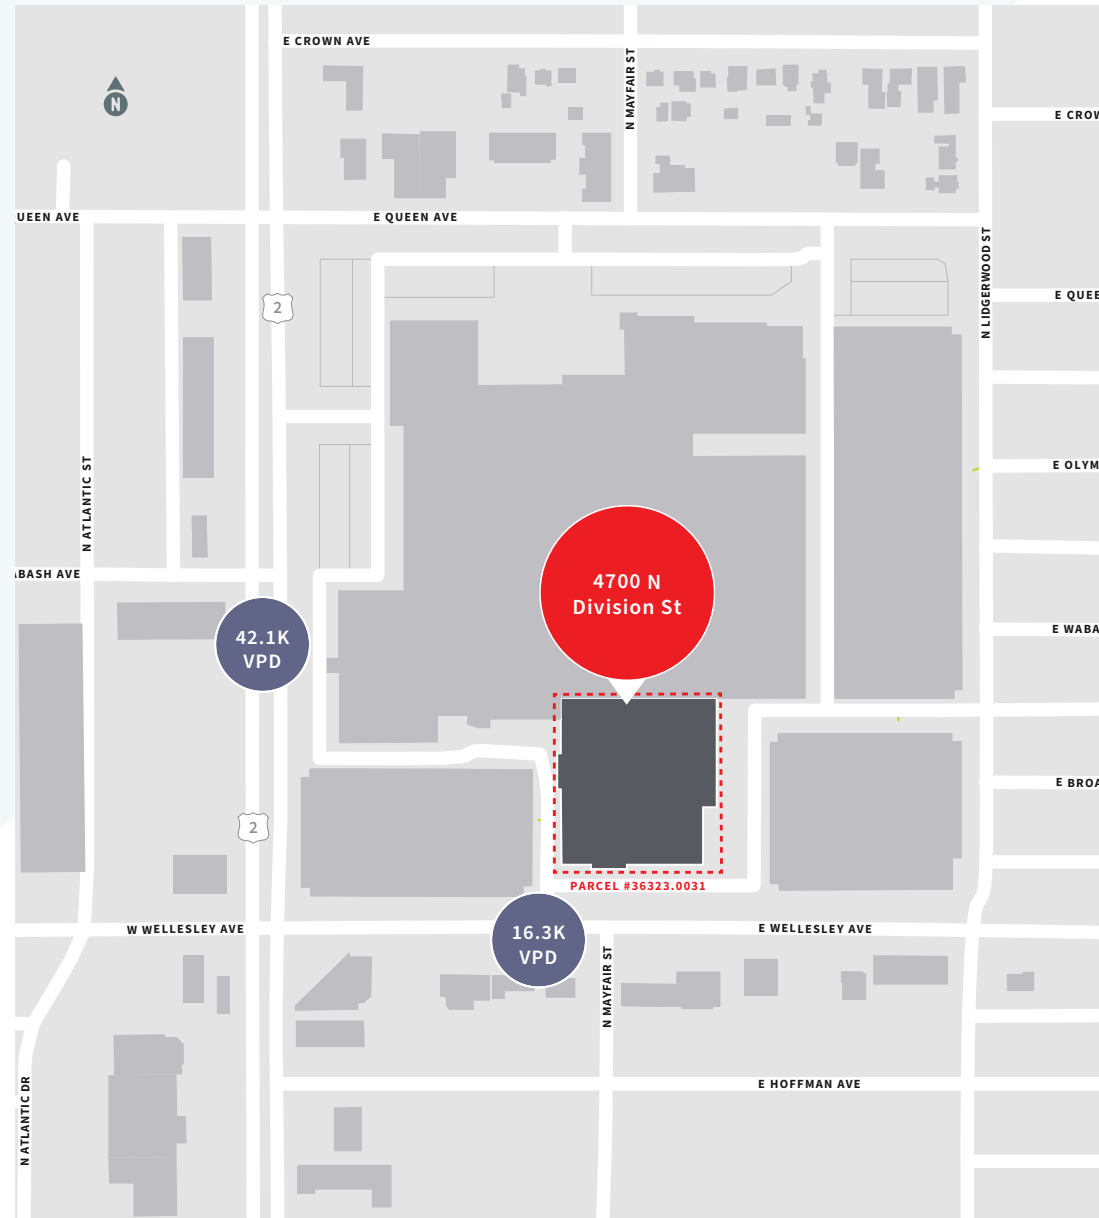 E CROWN AVE
N MAYFAIR ST
N
E CROW
UEEN AVE
E QUEEN AVE
N LIDGERWOOD ST
E QUEE
2
E OLYM
N ATLANTIC ST
ABASH AVE
4700 N
Division St
42.1K
VPD
E WABA
E BROA
2
PARCEL #36323.0031
W WELLESLEY AVE
16.3K
VPD
E WELLESLEY AVE
N MAYFAIR ST
E HOFFMAN AVE
N ATLANTIC DR